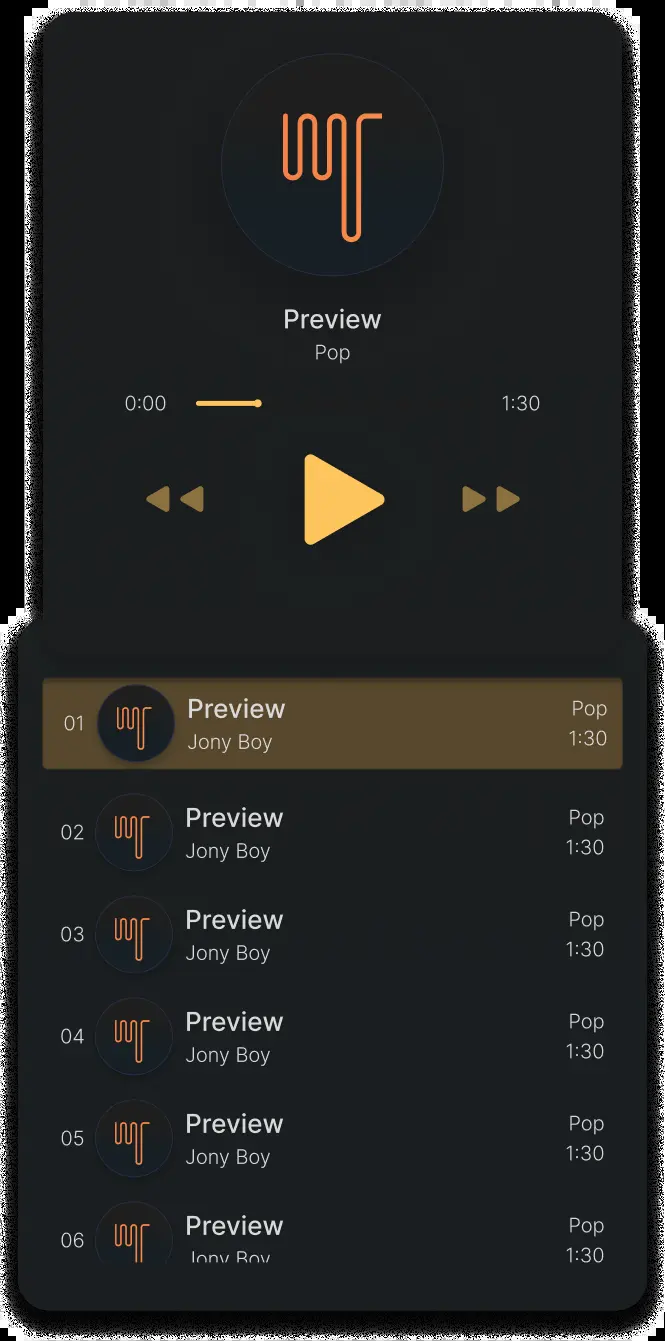 Preview
Pop
0:00 1:30
01 Preview Pop
Jony Boy 1:30
02 Preview Pop
Jony Boy 1:30
03 Preview Pop
Jony Boy 1:30
04 Preview Pop
Jony Boy 1:30
05 Preview Pop
Jony Boy 1:30
06 Preview Pop
Jony Boy 1:30